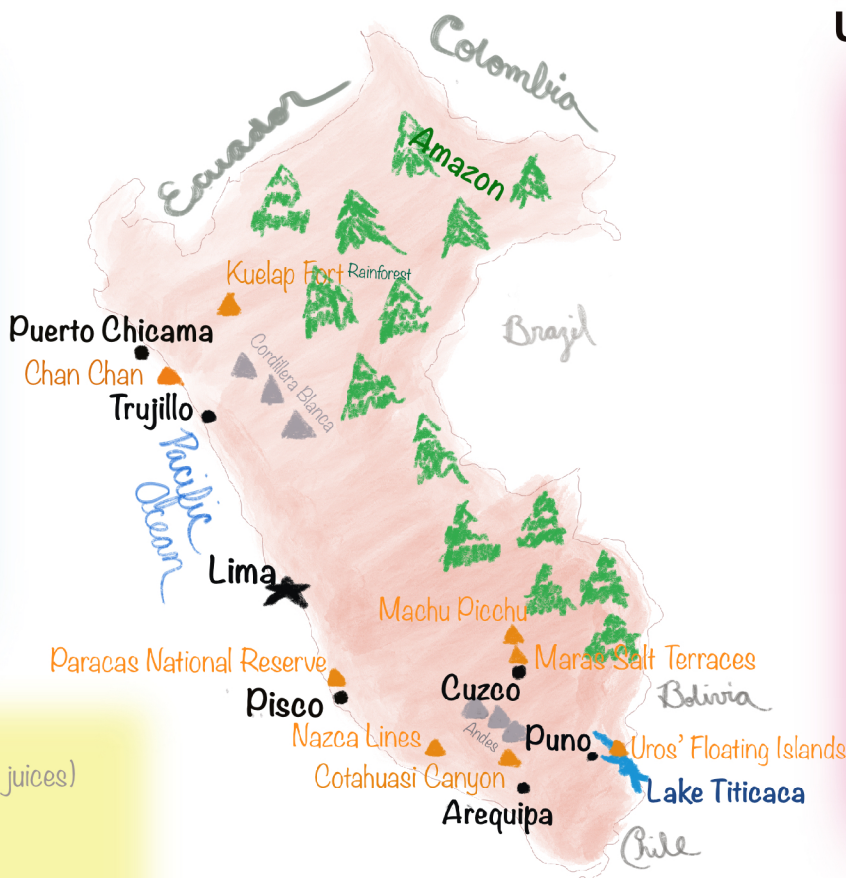 Colombia
Ecuador
Amazon
Kuelap Fort
Rainforest
Brazil
Puerto Chicama
Cordillera Blanca
Chan Chan
Trujillo
Pacific
Ocean
Lima
Machu Picchu
Paracas National Reserve
Maras Salt Terraces
Cuzco
Bolivia
Pisco
Nazca Lines
Andes
Puno
Uros' Floating Islands
juices)
Cotahuasi Canyon
Lake Titicaca
Arequipa
Chile